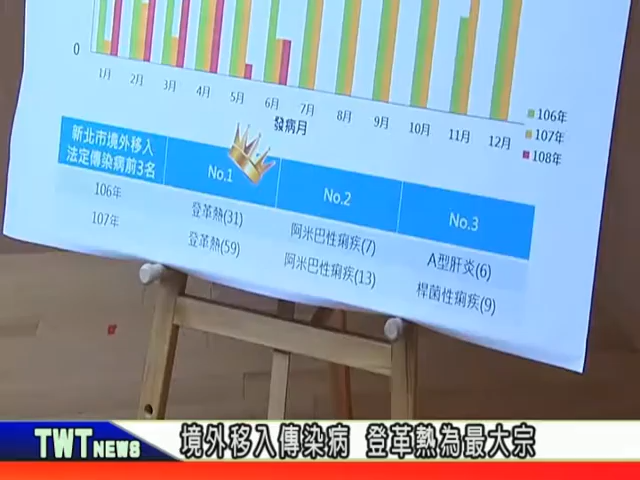 0
1月 2月 3月 4月 5月 6月 7月 8月 9月 10月 11月 12月
發病月
106年
107年
108年
新北市境外移入
法定傳染病前3名
No.1 No.2 No.3
106年 登革熱(31) 阿米巴性痢疾(7) A型肝炎(6)
107年 登革熱(59) 阿米巴性痢疾(13) 桿菌性痢疾(9)
TWT NEWS
境外移入傳染病 登革熱為最大宗